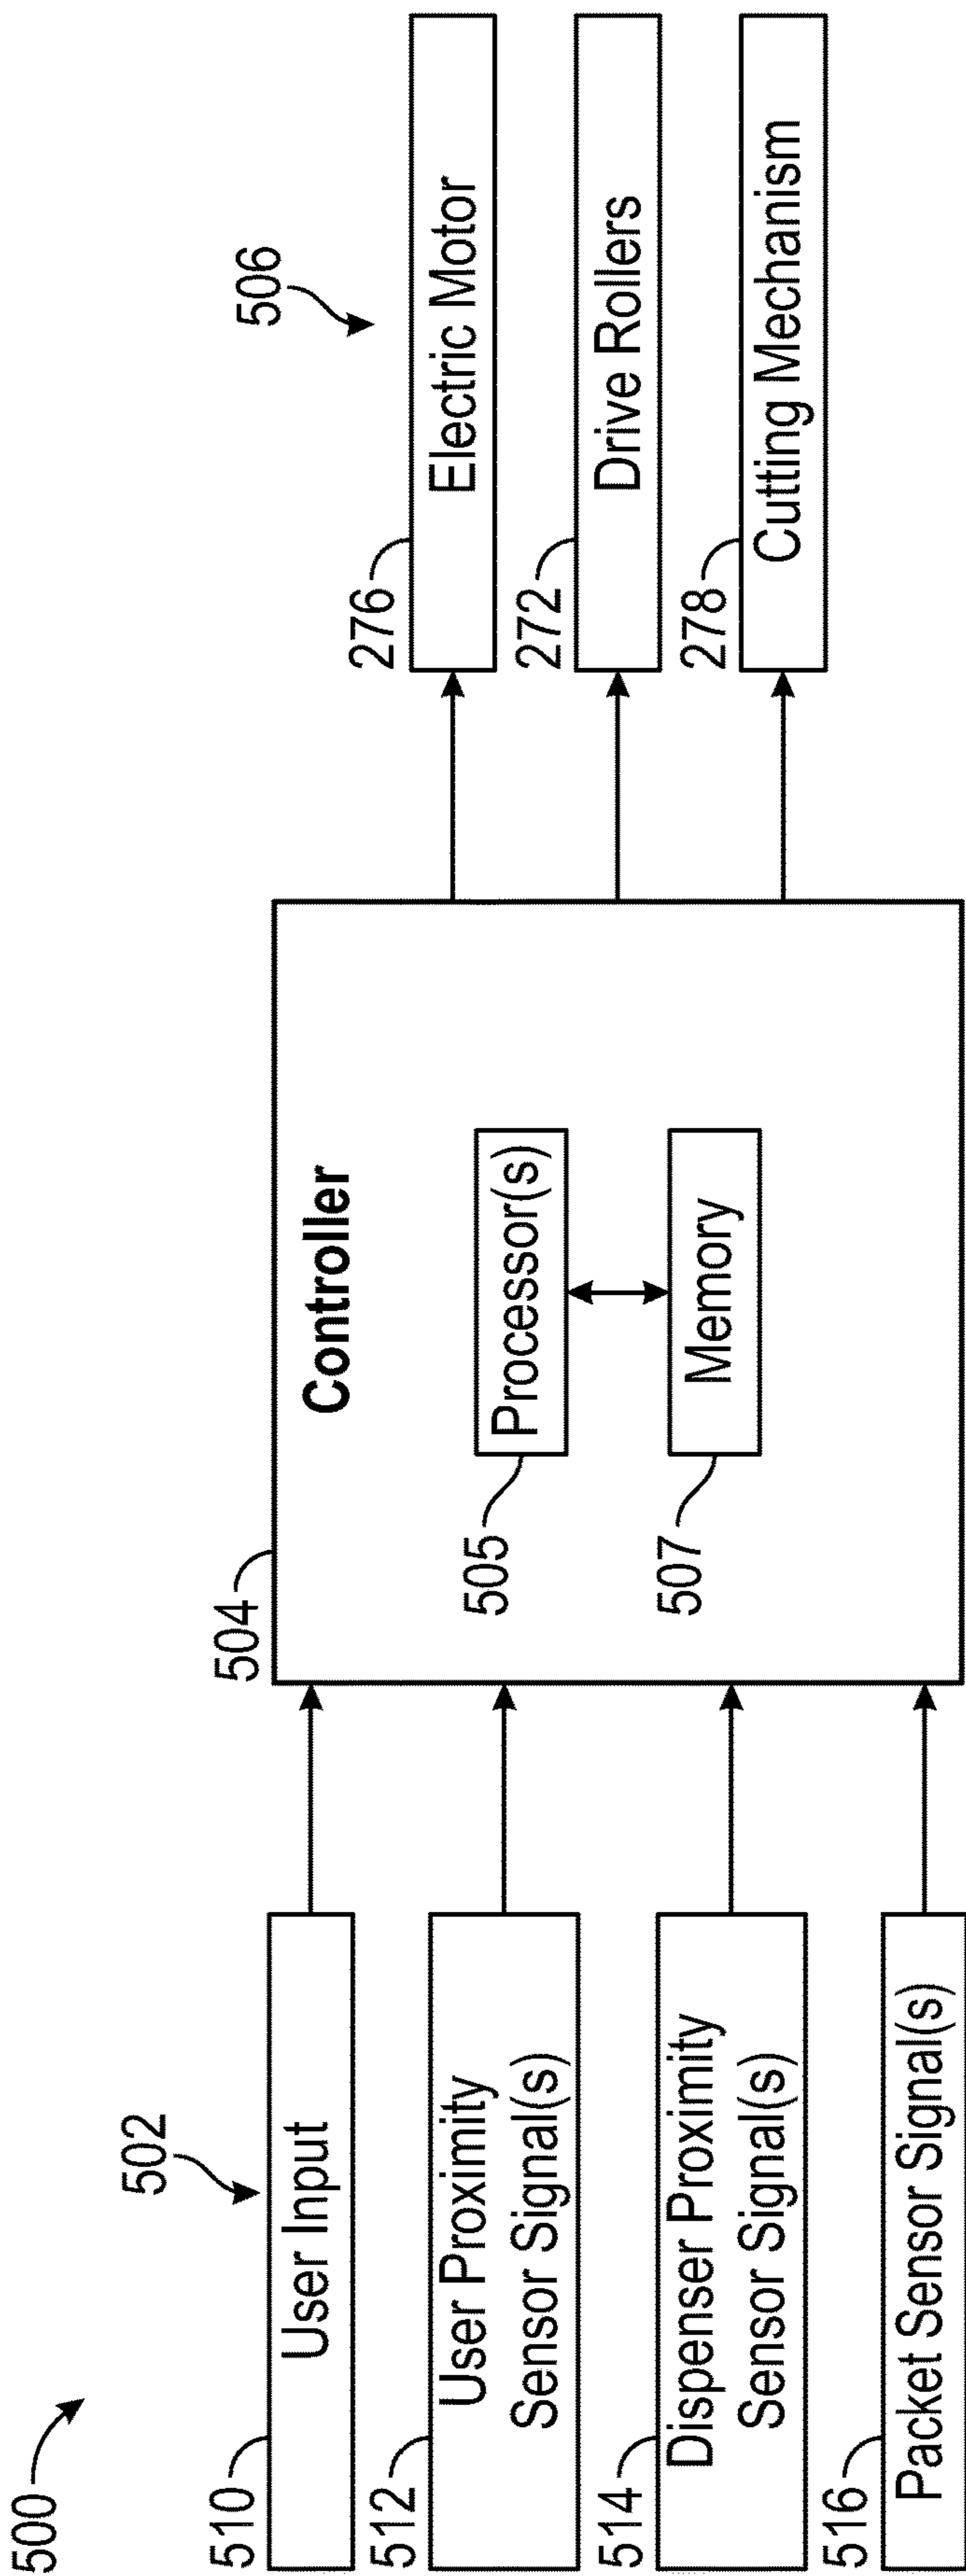 500
502
510
User Input
512
User Proximity
Sensor Signal(s)
514
Dispenser Proximity
Sensor Signal(s)
516
Packet Sensor Signal(s)
504
Controller
505
Processor(s)
507
Memory
506
276
Electric Motor
272
Drive Rollers
278
Cutting Mechanism